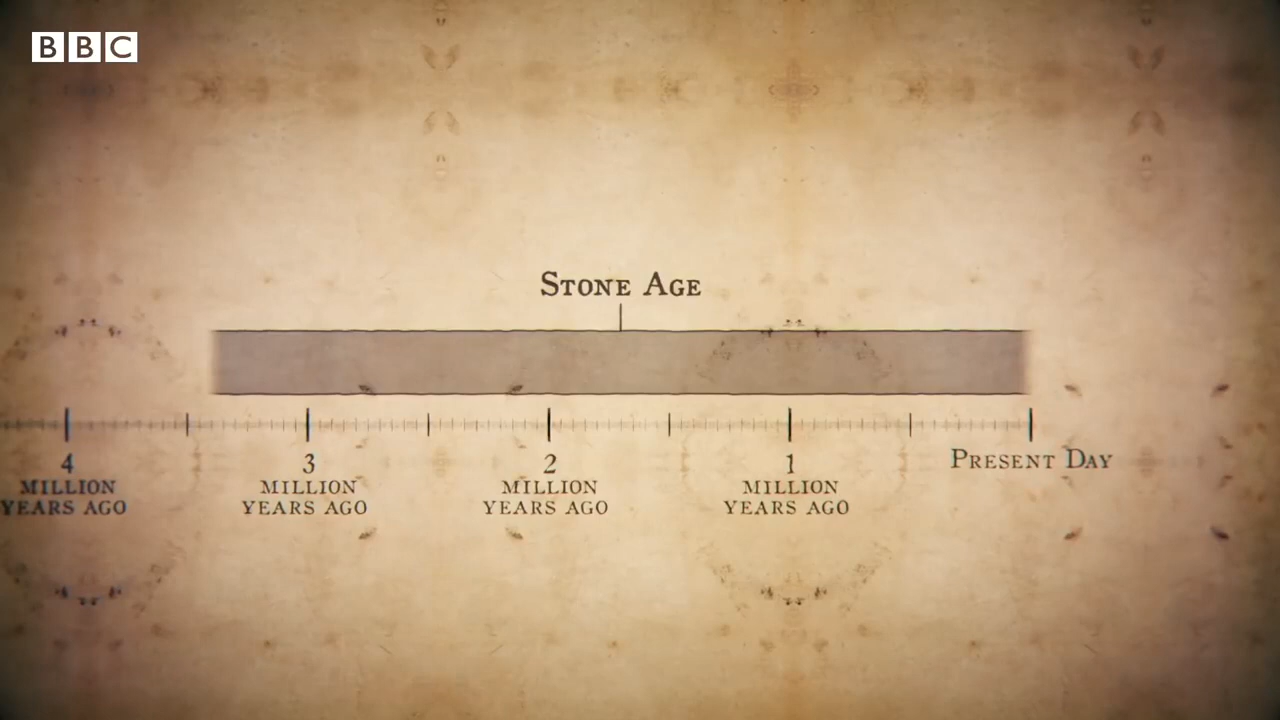 BBC
STONE AGE
4
MILLION
YEARS AGO
3
MILLION
YEARS AGO
2
MILLION
YEARS AGO
1
MILLION
YEARS AGO
PRESENT DAY